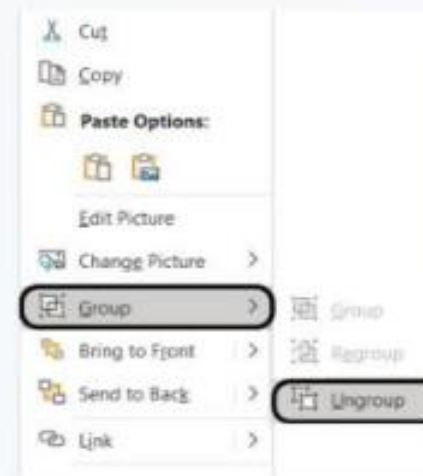 Cut
Copy
Paste Options:
Edit Picture
Change Picture
Group
Group
Bring to Front
Regroup
Send to Back
Ungroup
Link